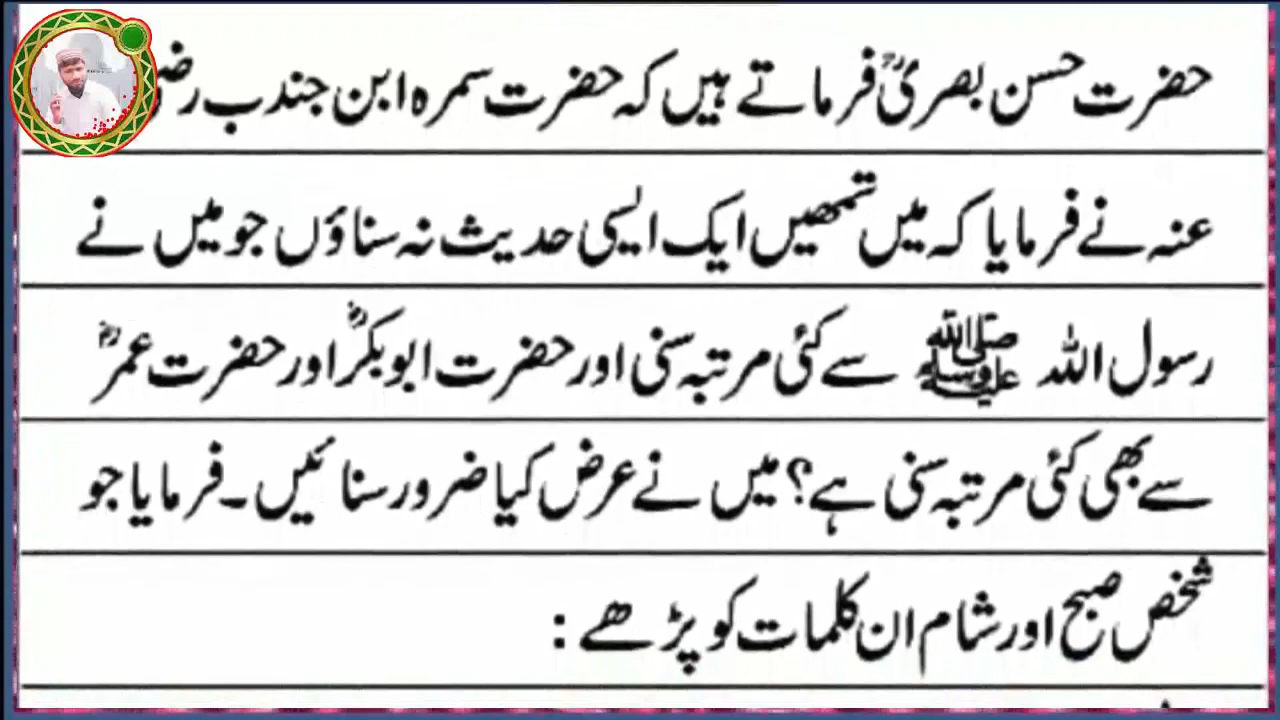 حضرت حسن بصریؒ فرماتے ہیں کہ حضرت سمرہ ابن جندب
عنہ نے فرمایا کہ میں تمھیں ایک ایسی حدیث نہ سناؤں جو میں نے
رسول اللہ ﷺ سے کئی مرتبہ سنی اور حضرت ابوبکرؓ اور حضرت عمرؓ
سے بھی کئی مرتبہ سنی ہے؟ میں نے عرض کیا ضرور سنائیں۔ فرمایا جو
شخص صبح اور شام ان کلمات کو پڑھے :